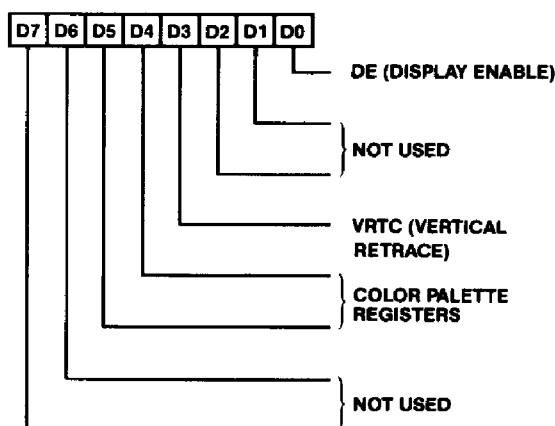 D7 D6 D5 D4 D3 D2 D1 D0
DE (DISPLAY ENABLE)
NOT USED
VRTC (VERTICAL
RETRACE)
COLOR PALETTE
REGISTERS
NOT USED